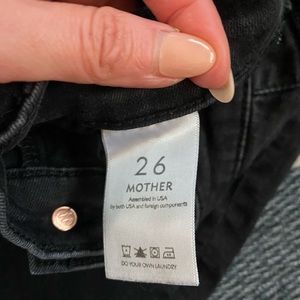 26
MOTHER
Assembled in USA
by both USA and foreign components
DO YOUR OWN LAUNDRY